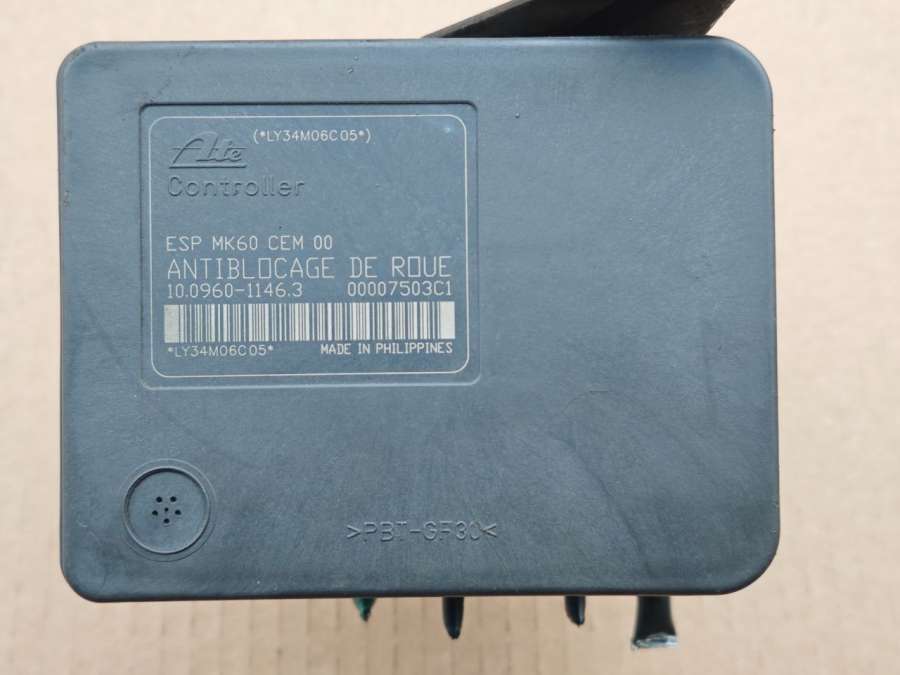 (*LY34M06C05*)
Ate
Controller
ESP MK60 CEM 00
ANTIBLOCAGE DE ROUE
10.0960-1146.3 00007503C1
*LY34M06C05* MADE IN PHILIPPINES
>PBT-GF30<